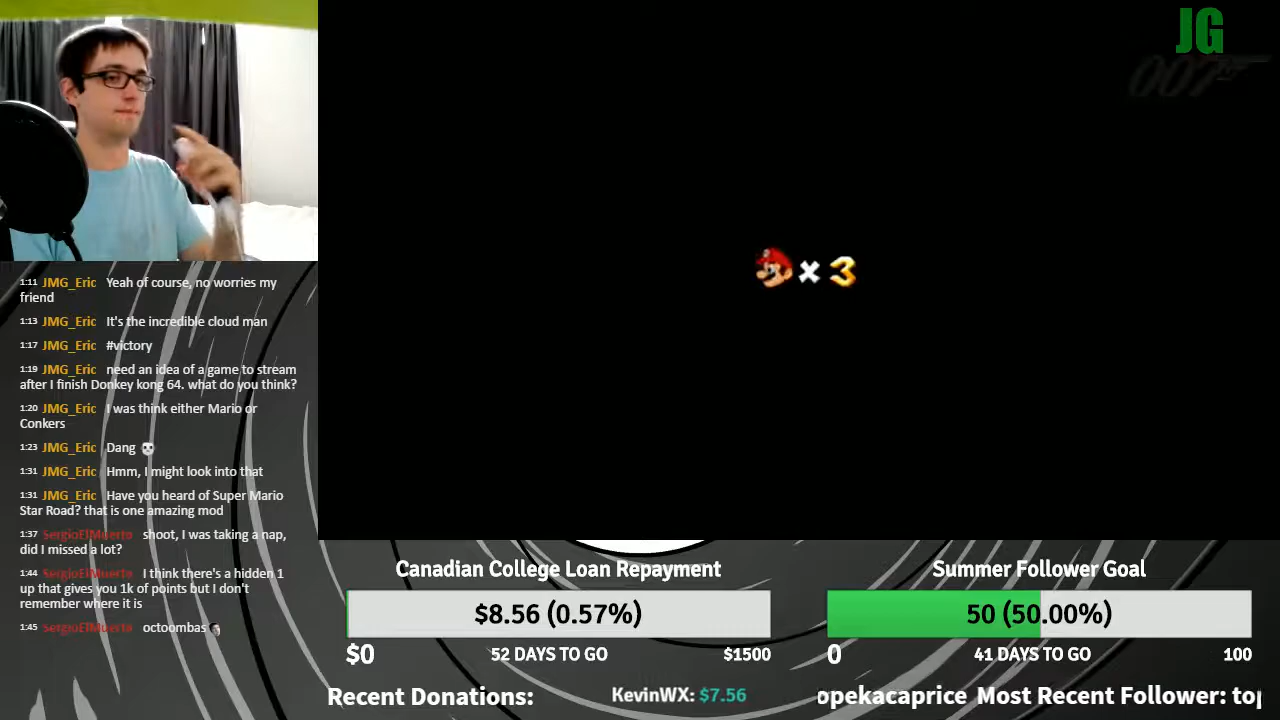 JG
007
× 3
1:11 JMG_Eric Yeah of course, no worries my
friend
1:13 JMG_Eric It's the incredible cloud man
1:17 JMG_Eric #victory
1:19 JMG_Eric need an idea of a game to stream
after I finish Donkey kong 64. what do you think?
1:20 JMG_Eric I was think either Mario or
Conkers
1:23 JMG_Eric Dang
1:31 JMG_Eric Hmm, I might look into that
1:31 JMG_Eric Have you heard of Super Mario
Star Road? that is one amazing mod
1:37 SergioElMuerto shoot, I was taking a nap,
did I missed a lot?
1:44 SergioElMuerto I think there's a hidden 1
up that gives you 1k of points but I don't
remember where it is
1:45 SergioElMuerto octoombas
Canadian College Loan Repayment
$8.56 (0.57%)
$0 52 DAYS TO GO $1500
Summer Follower Goal
50 (50.00%)
0 41 DAYS TO GO 100
Recent Donations: KevinWX: $7.56
opekacaprice Most Recent Follower: top